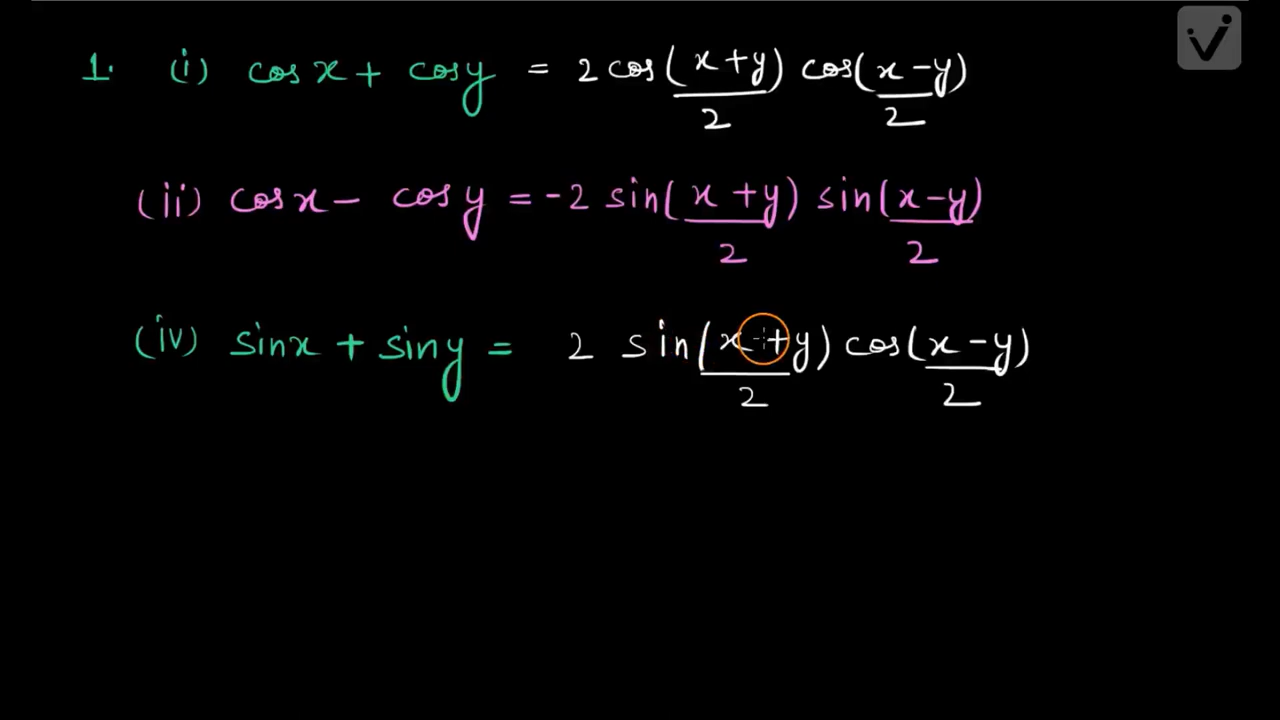 1. (i) cos x + cos y = 2 cos (x + y)/2 cos (x - y)/2
(ii) cos x - cos y = -2 sin (x + y)/2 sin (x - y)/2
(iv) sin x + sin y = 2 sin (x + y)/2 cos (x - y)/2